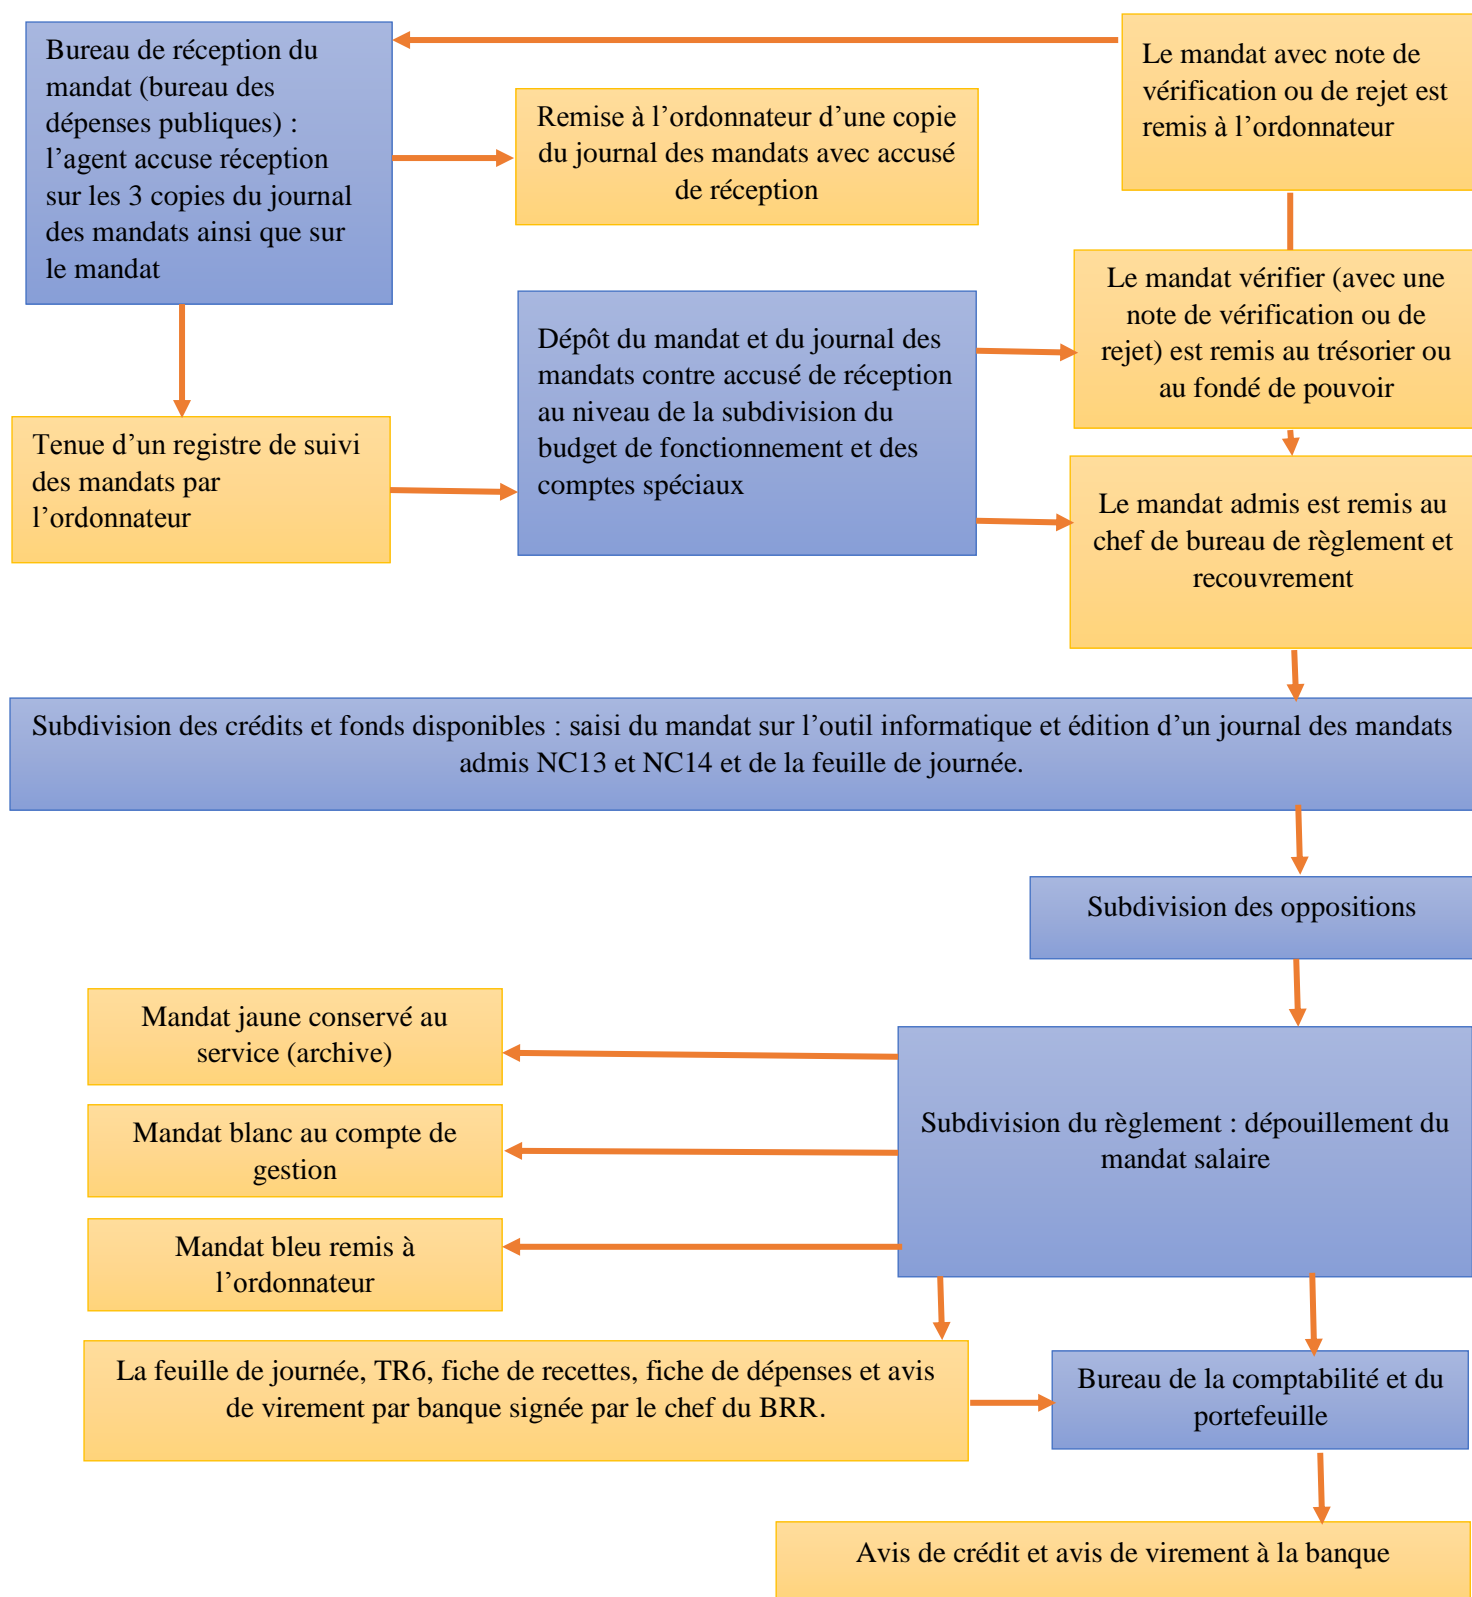 Bureau de réception du
mandat (bureau des
dépenses publiques) :
l’agent accuse réception
sur les 3 copies du journal
des mandats ainsi que sur
le mandat
Remise à l’ordonnateur d’une copie
du journal des mandats avec accusé
de réception
Le mandat avec note de
vérification ou de rejet est
remis à l’ordonnateur
Le mandat vérifier (avec une
note de vérification ou de
rejet) est remis au trésorier ou
au fondé de pouvoir
Dépôt du mandat et du journal des
mandats contre accusé de réception
au niveau de la subdivision du
budget de fonctionnement et des
comptes spéciaux
Tenue d’un registre de suivi
des mandats par
l’ordonnateur
Le mandat admis est remis au
chef de bureau de règlement et
recouvrement
Subdivision des crédits et fonds disponibles : saisi du mandat sur l’outil informatique et édition d’un journal des mandats
admis NC13 et NC14 et de la feuille de journée.
Subdivision des oppositions
Mandat jaune conservé au
service (archive)
Mandat blanc au compte de
gestion
Mandat bleu remis à
l’ordonnateur
Subdivision du règlement : dépouillement du
mandat salaire
La feuille de journée, TR6, fiche de recettes, fiche de dépenses et avis
de virement par banque signée par le chef du BRR.
Bureau de la comptabilité et du
portefeuille
Avis de crédit et avis de virement à la banque